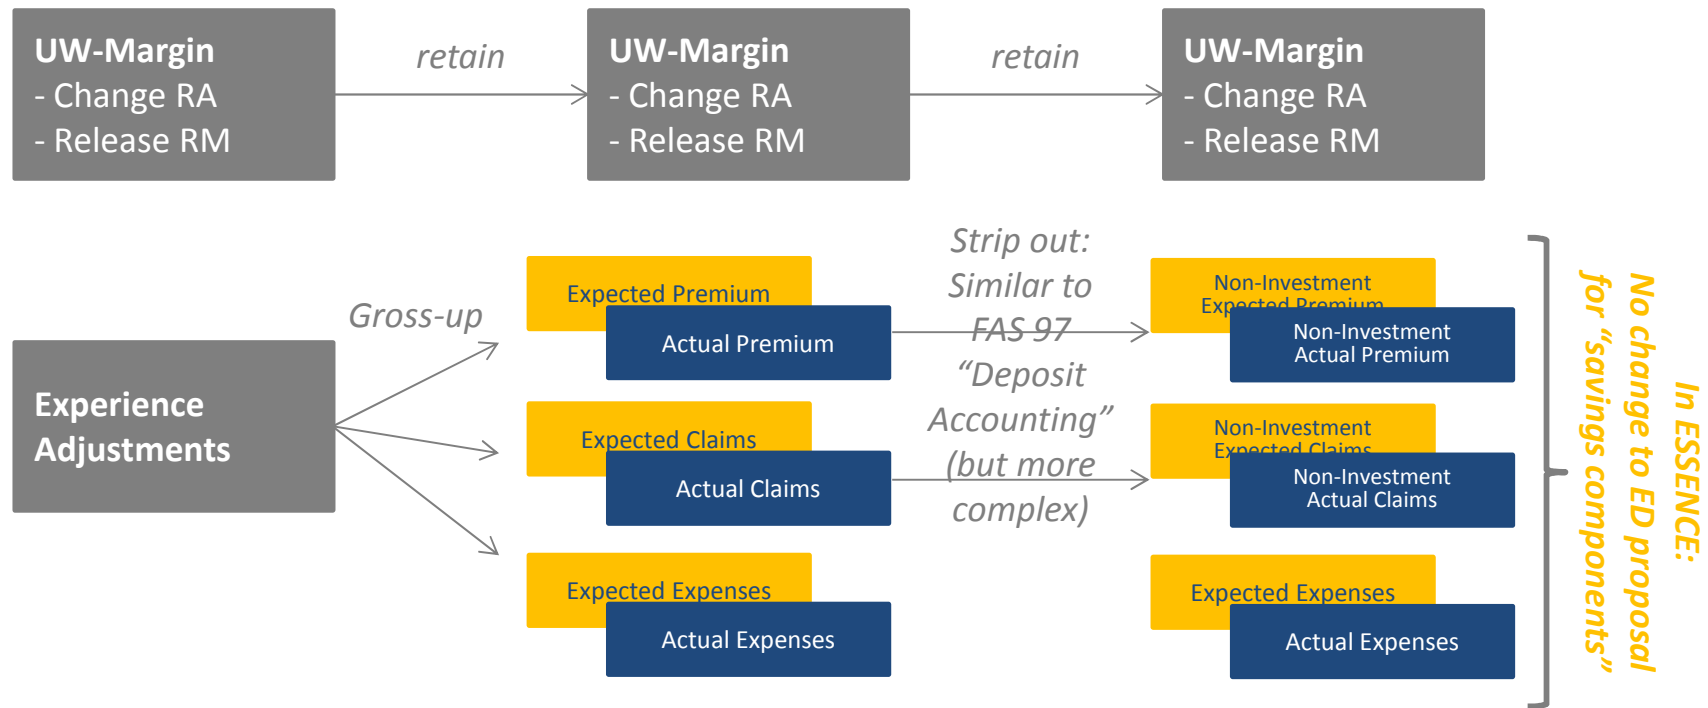 UW-Margin
- Change RA
- Release RM
retain
UW-Margin
- Change RA
- Release RM
retain
UW-Margin
- Change RA
- Release RM
Experience
Adjustments
Gross-up
Expected Premium
Actual Premium
Expected Claims
Actual Claims
Expected Expenses
Actual Expenses
Strip out:
Similar to
FAS 97
“Deposit
Accounting”
(but more
complex)
Non-Investment
Expected Premium
Non-Investment
Actual Premium
Non-Investment
Expected Claims
Non-Investment
Actual Claims
Expected Expenses
Actual Expenses
In ESSENCE:
No change to ED proposal
for “savings components”